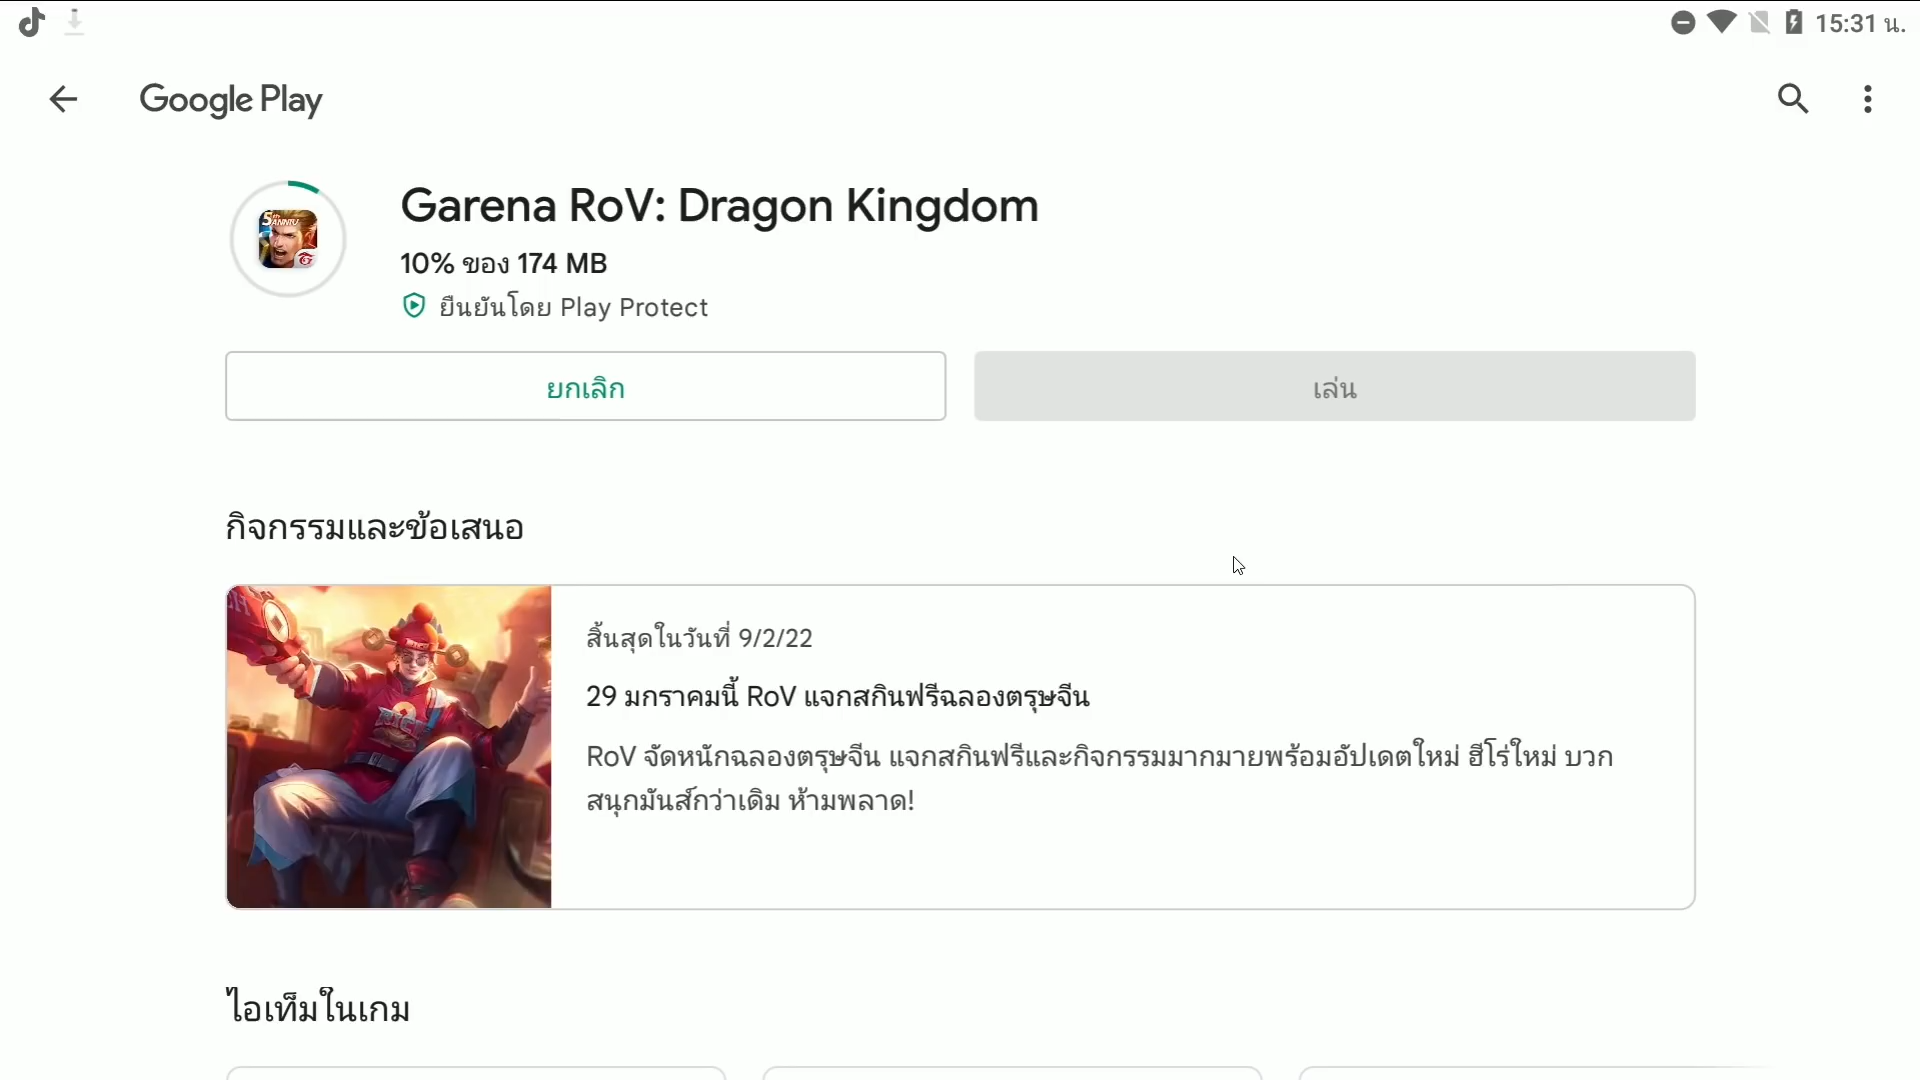 15:31 น.
Google Play
Garena RoV: Dragon Kingdom
10% ของ 174 MB
ยืนยันโดย Play Protect
ยกเลิก
เล่น
กิจกรรมและข้อเสนอ
สิ้นสุดในวันที่ 9/2/22
29 มกราคมนี้ RoV แจกสกินฟรีฉลองตรุษจีน
RoV จัดหนักฉลองตรุษจีน แจกสกินฟรีและกิจกรรมมากมายพร้อมอัปเดตใหม่ ฮีโร่ใหม่ บวก
สนุกมันส์กว่าเดิม ห้ามพลาด!
ไอเท็มในเกม